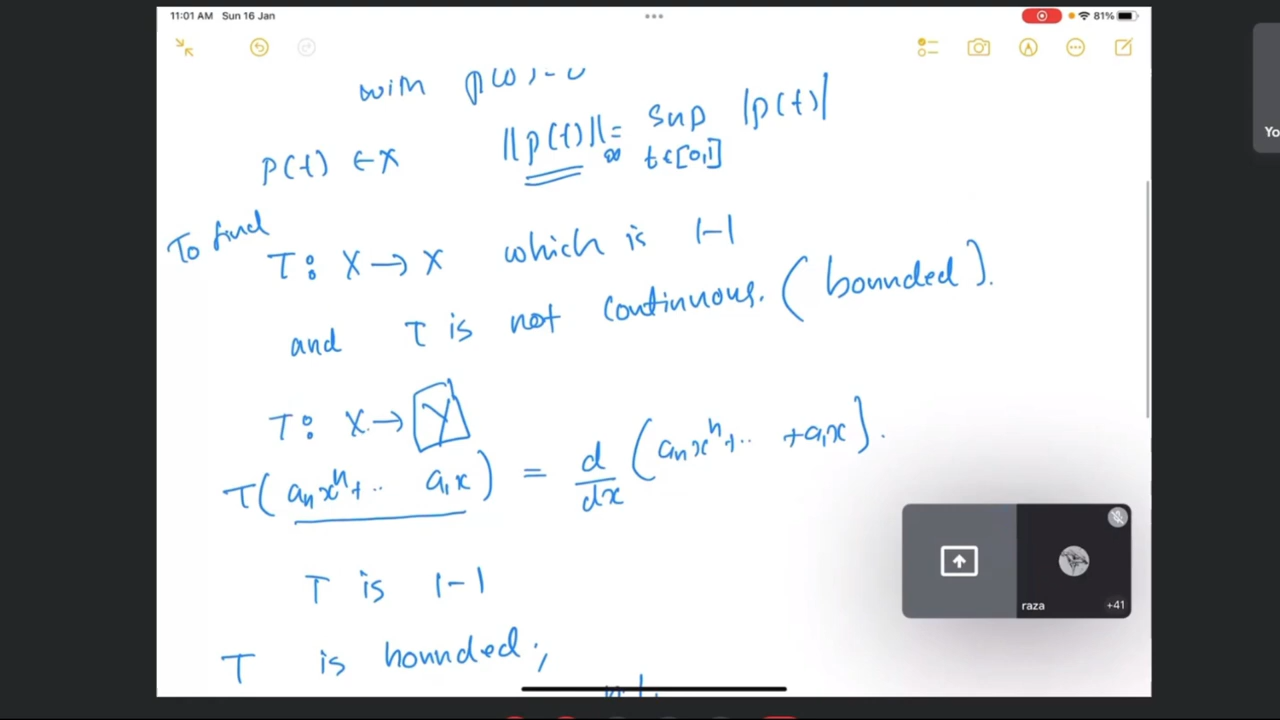 11:01 AM Sun 16 Jan
81%
with
p(t) ∈ X ||p(t)||∞ = Sup t∈[0,1] |p(t)|
To find
T: X → X which is 1-1
and T is not continuous. (bounded).
T: X → Y
T(aₙxⁿ+.. a₁x) = d/dx (aₙxⁿ+.. +a₁x).
T is 1-1
T is bounded;
raza
+41
Yo